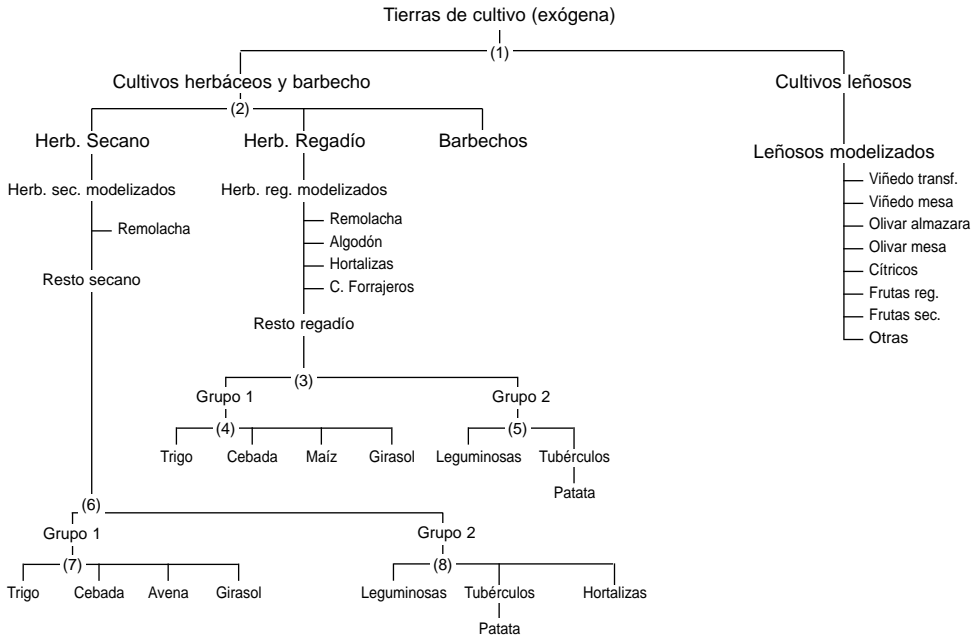 Tierras de cultivo (exógena)
(1)
Cultivos herbáceos y barbecho
Cultivos leñosos
(2)
Herb. Secano
Herb. Regadío
Barbechos
Leñosos modelizados
Herb. sec. modelizados
Herb. reg. modelizados
Remolacha
Resto secano
Remolacha
Algodón
Hortalizas
C. Forrajeros
Resto regadío
Viñedo transf.
Viñedo mesa
Olivar almazara
Olivar mesa
Cítricos
Frutas reg.
Frutas sec.
Otras
(3)
Grupo 1
Grupo 2
(4)
(5)
Trigo
Cebada
Maíz
Girasol
Leguminosas
Tubérculos
Patata
(6)
Grupo 1
Grupo 2
(7)
(8)
Trigo
Cebada
Avena
Girasol
Leguminosas
Tubérculos
Hortalizas
Patata